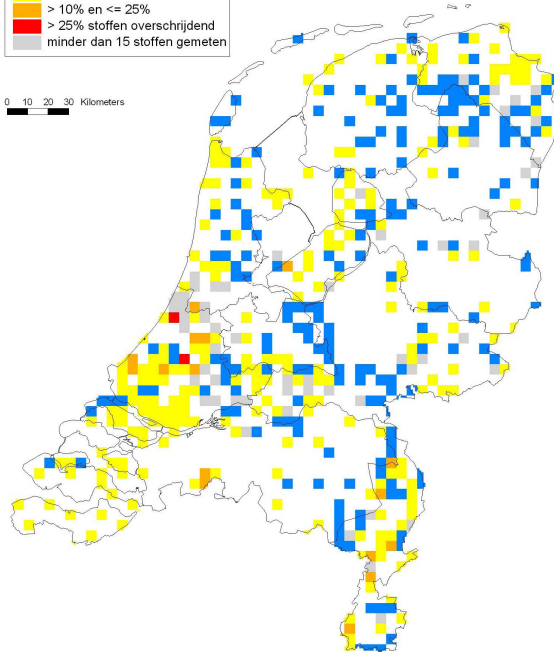 > 10% en <= 25%
> 25% stoffen overschrijdend
minder dan 15 stoffen gemeten
0 10 20 30 Kilometers